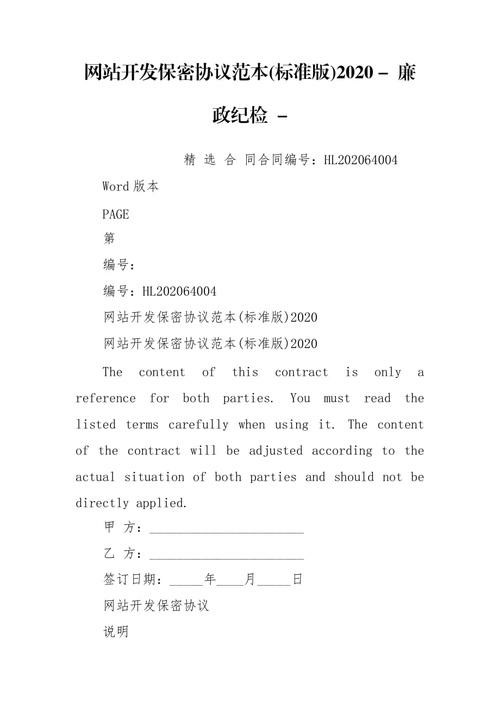 网站开发保密协议范本(标准版)2020 - 廉
政纪检 -
精 选 合 同合同编号：HL202064004
Word版本
PAGE
第
编号：
编号：HL202064004
网站开发保密协议范本(标准版)2020
网站开发保密协议范本(标准版)2020
The content of this contract is only a
reference for both parties. You must read the
listed terms carefully when using it. The content
of the contract will be adjusted according to the
actual situation of both parties and should not be
directly applied.
甲 方：______________________
乙 方：______________________
签订日期：_____年____月_____日
网站开发保密协议
说明